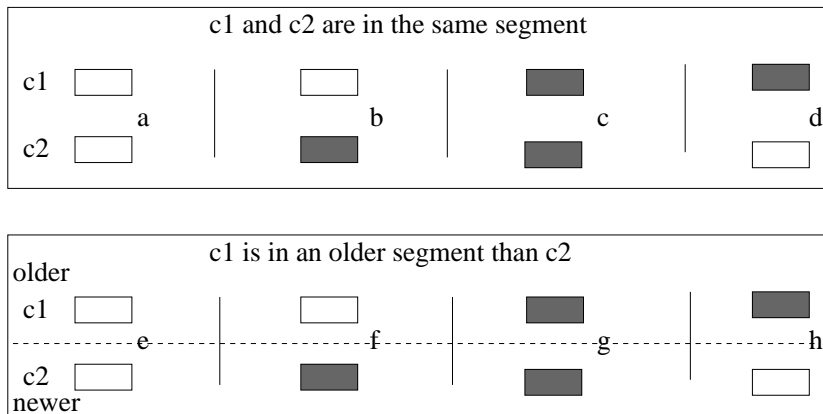 c1 and c2 are in the same segment
c1
a b c d
c2
c1 is in an older segment than c2
older
c1
e f g h
c2
newer